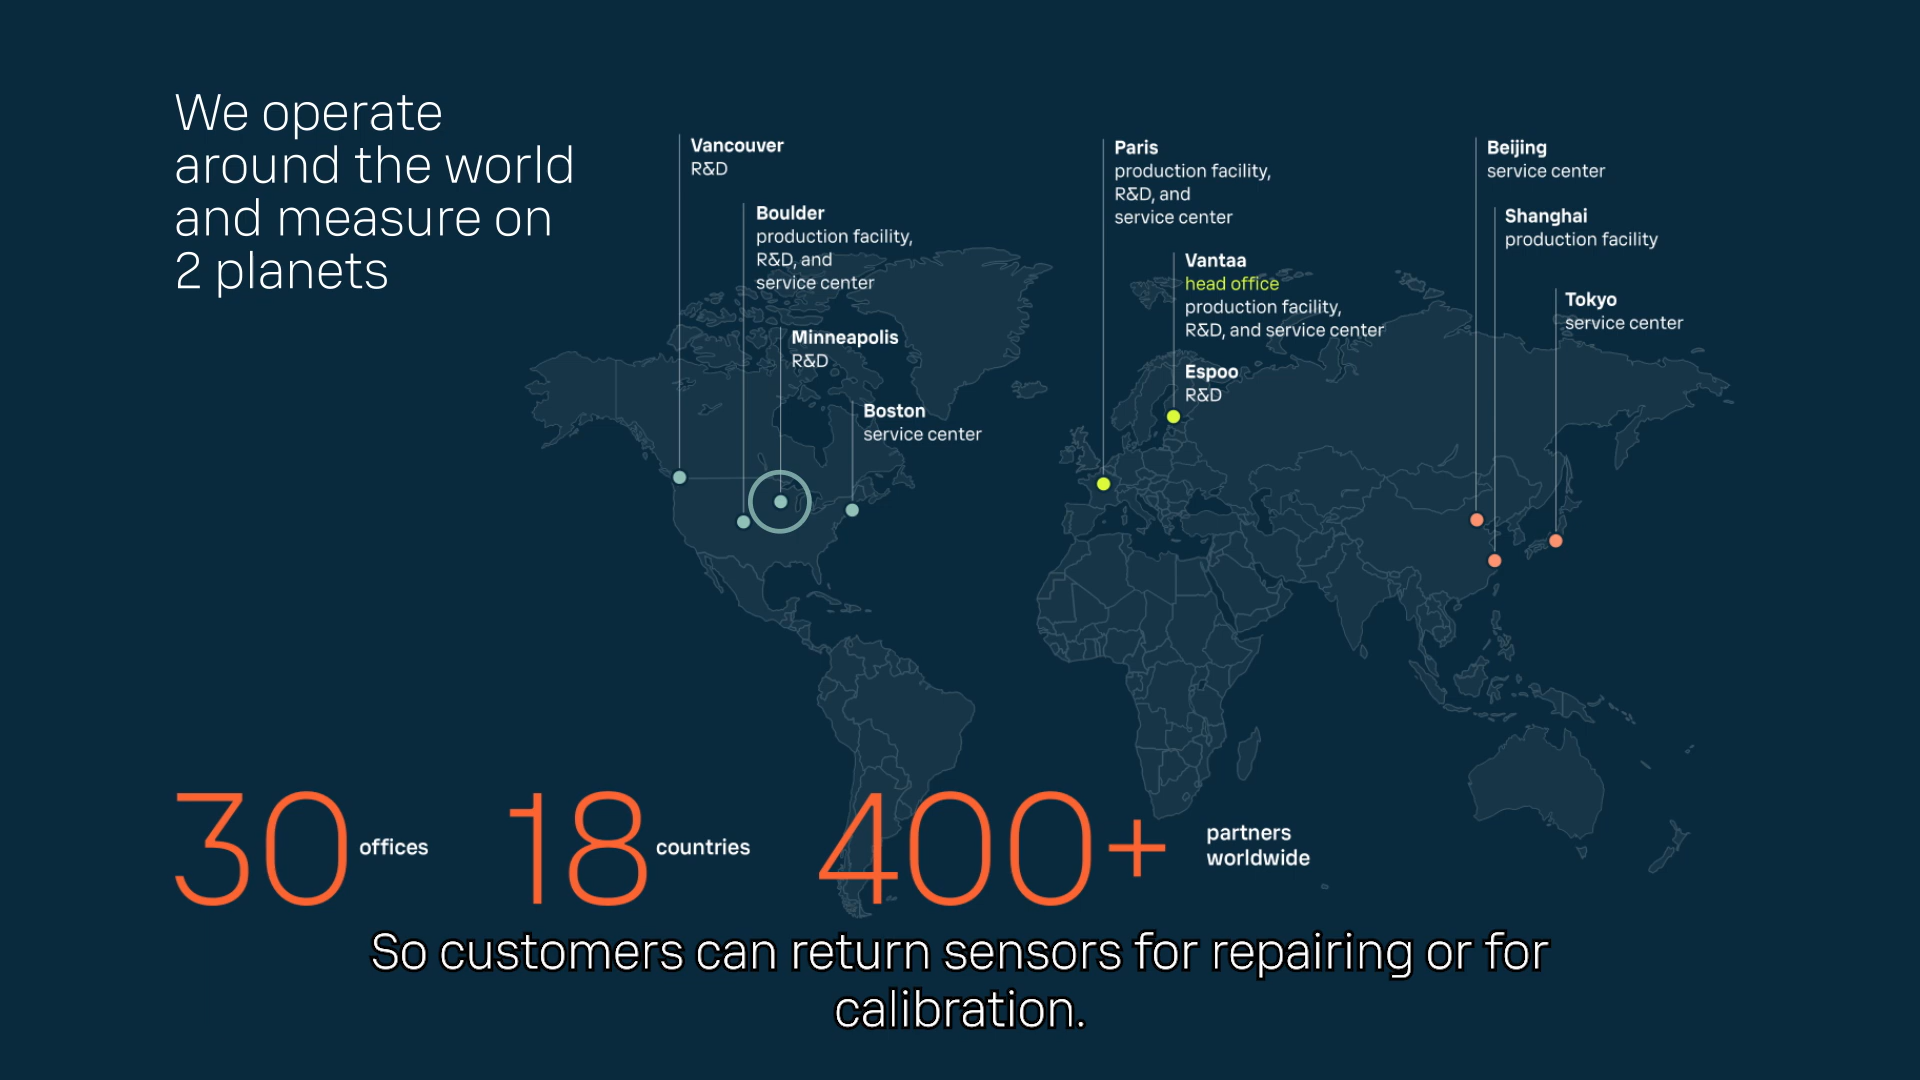 We operate
around the world
and measure on
2 planets
Vancouver
R&D
Boulder
production facility,
R&D, and
service center
Minneapolis
R&D
Boston
service center
Paris
production facility,
R&D, and
service center
Vantaa
head office
production facility,
R&D, and service center
Espoo
R&D
Beijing
service center
Shanghai
production facility
Tokyo
service center
30 offices
18 countries
400+ partners
worldwide
So customers can return sensors for repairing or for
calibration.